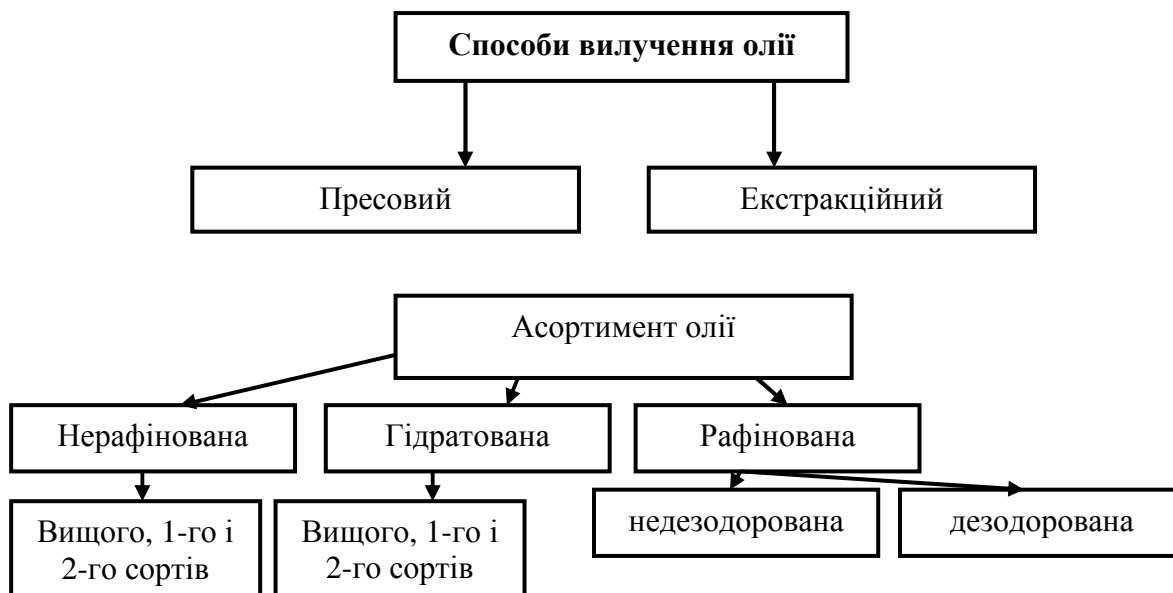 Способи вилучення олії
Пресовий
Екстракційний
Асортимент олії
Нерафінована
Гідратована
Рафінована
Вищого, 1-го і
2-го сортів
Вищого, 1-го і
2-го сортів
недезодорована
дезодорована